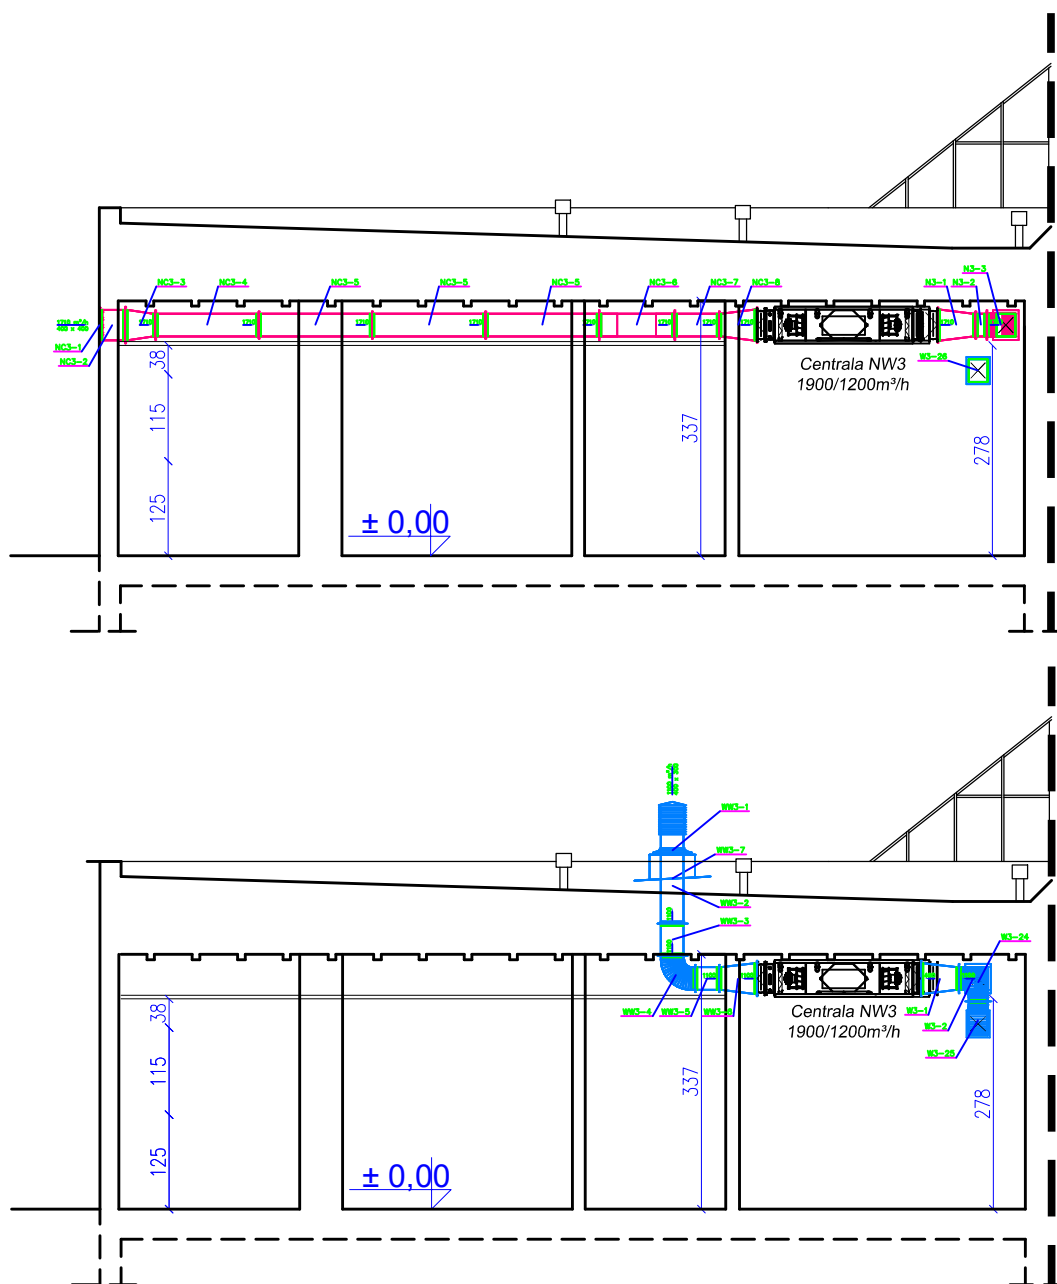 N3-3
NC3-3
NC3-4
NC3-5
NC3-5
NC3-5
NC3-6
NC3-7
NC3-8
N3-1
N3-2
400 x 400
NC3-1
NC3-2
W3-26
Centrala NW3
1900/1200m³/h
38
115
125
337
278
± 0,00
WW3-1
WW3-7
WW3-2
WW3-3
W3-24
WW3-4
WW3-5
W3-1
W3-2
Centrala NW3
1900/1200m³/h
38
115
125
337
278
± 0,00